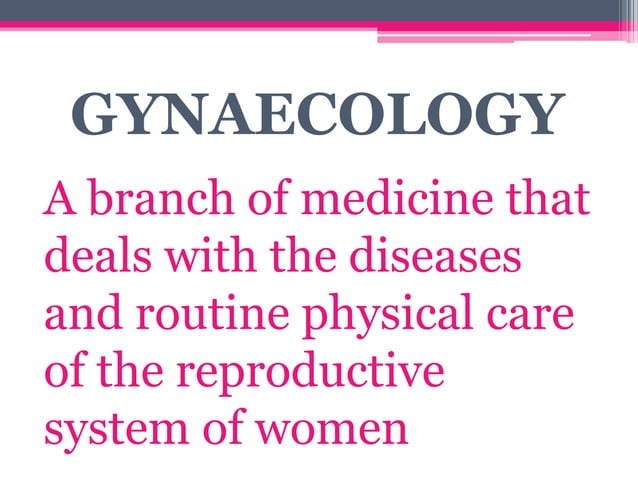 GYNAECOLOGY
A branch of medicine that
deals with the diseases
and routine physical care
of the reproductive
system of women